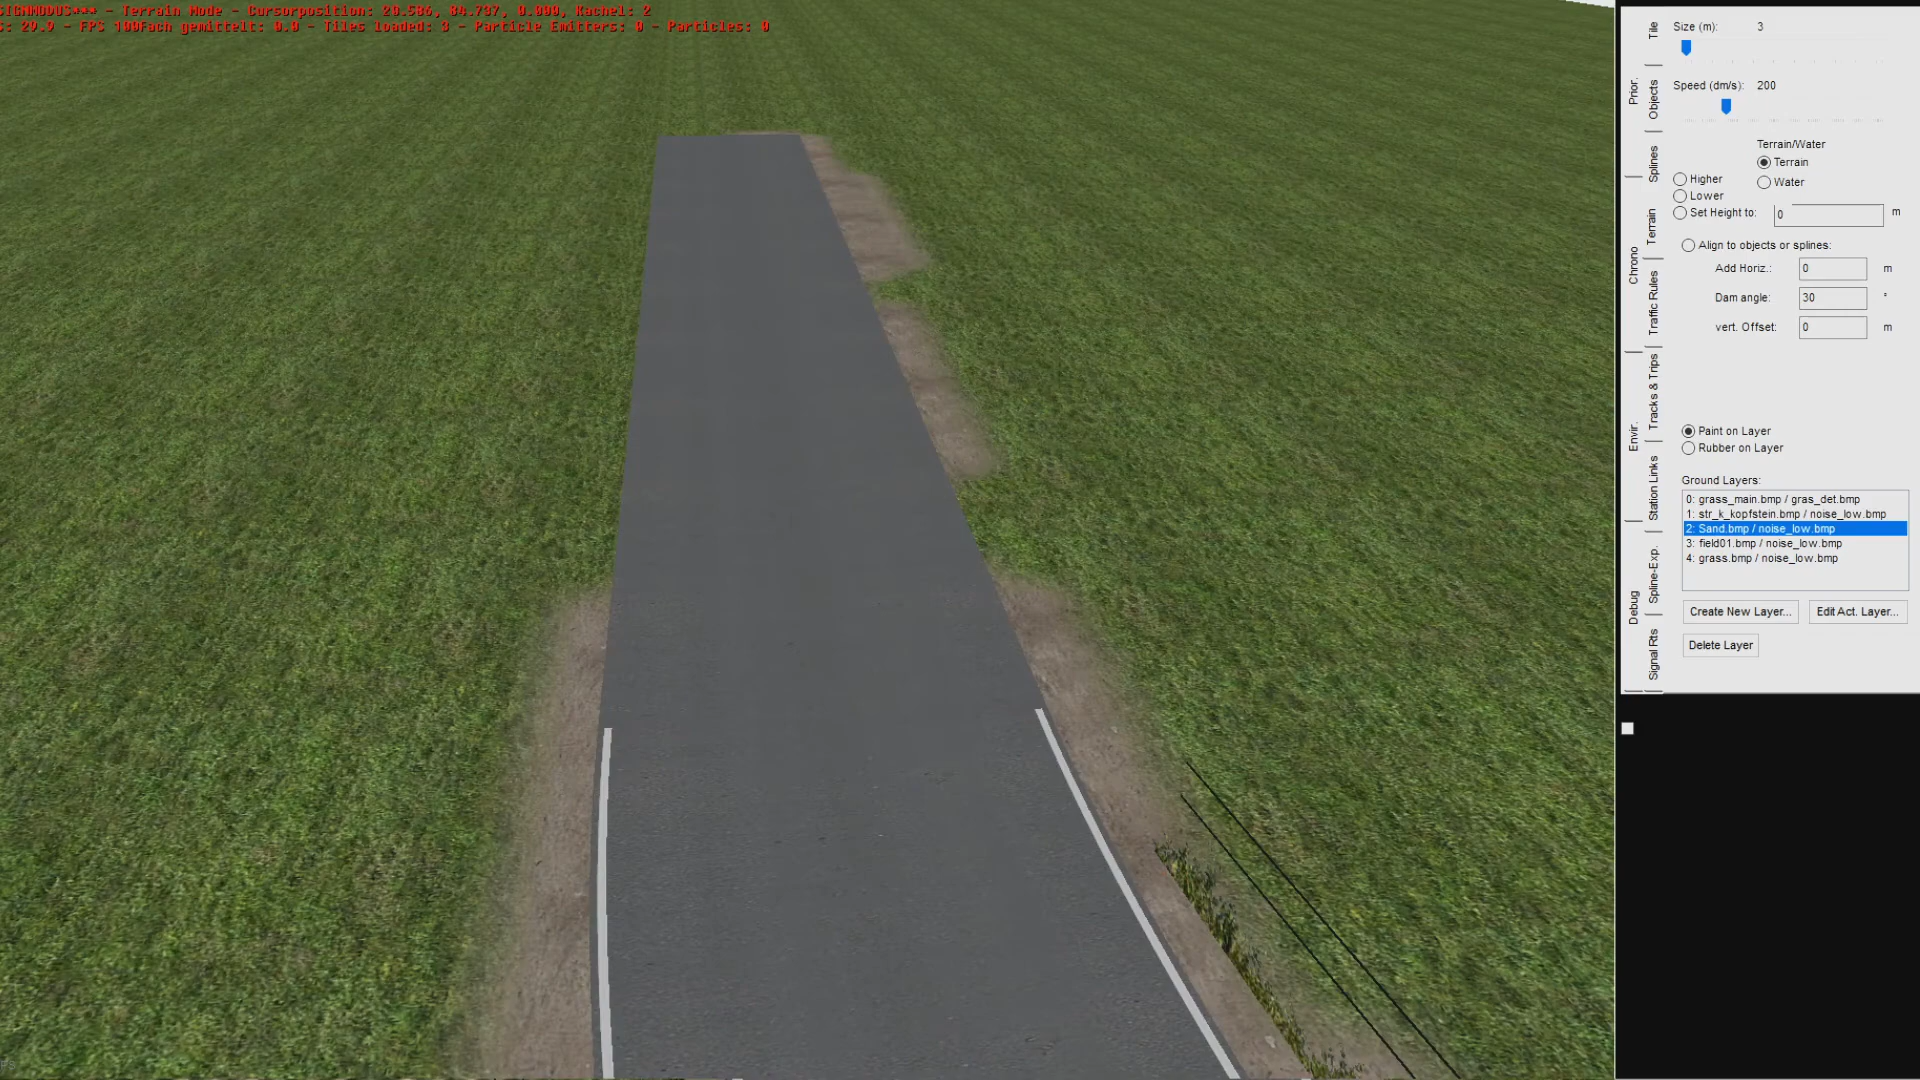 SIGNMODUS*** - Terrain Mode - Cursorposition: 29.586, 84.737, 0.000, Kachel: 2
: 29.9 - FPS 100Fach gemittelt: 0.0 - Tiles loaded: 3 - Particle Emitters: 0 - Particles: 0
Tile
Objects
Splines
Terrain
Traffic Rules
Tracks & Trips
Station Links
Spline-Exp.
Signal Rts
Prior.
Chrono
Envir.
Debug
Size (m): 3
Speed (dm/s): 200
Terrain/Water
Terrain
Water
Higher
Lower
Set Height to: 0 m
Align to objects or splines:
Add Horiz.: 0 m
Dam angle: 30 °
vert. Offset: 0 m
Paint on Layer
Rubber on Layer
Ground Layers:
0: grass_main.bmp / gras_det.bmp
1: str_k_kopfstein.bmp / noise_low.bmp
2: Sand.bmp / noise_low.bmp
3: field01.bmp / noise_low.bmp
4: grass.bmp / noise_low.bmp
Create New Layer... Edit Act. Layer...
Delete Layer